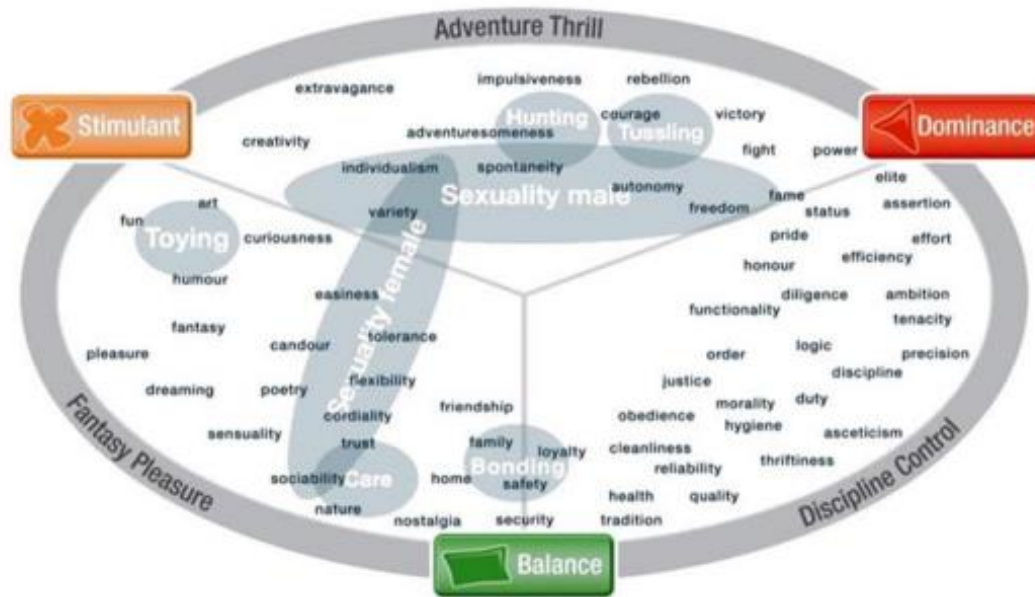 Adventure Thrill
impulsiveness
rebellion
extravagance
Hunting
courage
victory
Stimulant
Tussling
Dominance
adventuresomeness
creativity
fight
power
individualism
spontaneity
elite
Sexuality male
autonomy
fame
assertion
art
freedom
status
fun
variety
Toying
curiousness
pride
effort
honour
efficiency
humour
easiness
diligence
ambition
Sexuality female
functionality
tenacity
fantasy
tolerance
candour
logic
pleasure
order
precision
discipline
dreaming
poetry
flexibility
justice
morality
duty
friendship
cordiality
obedience
hygiene
sensuality
asceticism
trust
family
loyalty
cleanliness
thriftiness
reliability
Fantasy Pleasure
sociability
Care
home
Bonding
safety
health
quality
Discipline Control
nature
nostalgia
security
tradition
Balance